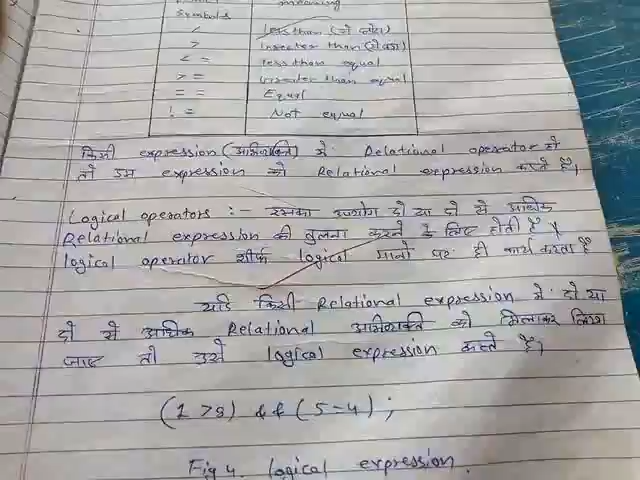 Symbols meaning
< Less than (से छोटा)
> Greater than (से बड़ा)
<= less than equal
>= Greater than equal
== Equal
!= Not equal
किसी expression (अभिव्यक्ति) मे Relational operator हो
तो उस expression को Relational expression कहते है,
Logical operators :- इसका उपयोग दो या दो से अधिक
Relational expression की तुलना करने के लिए होती है
logical operator सीर्फ logical मानो पर ही कार्य करता है
यदि किसी Relational expression मे दो या
दो से अधिक Relational अभिव्यक्ति को मिलाकर लिखा
जाए तो उसे logical expression कहते है,
(1 >5) && (5-4);
Fig 4. logical expression.